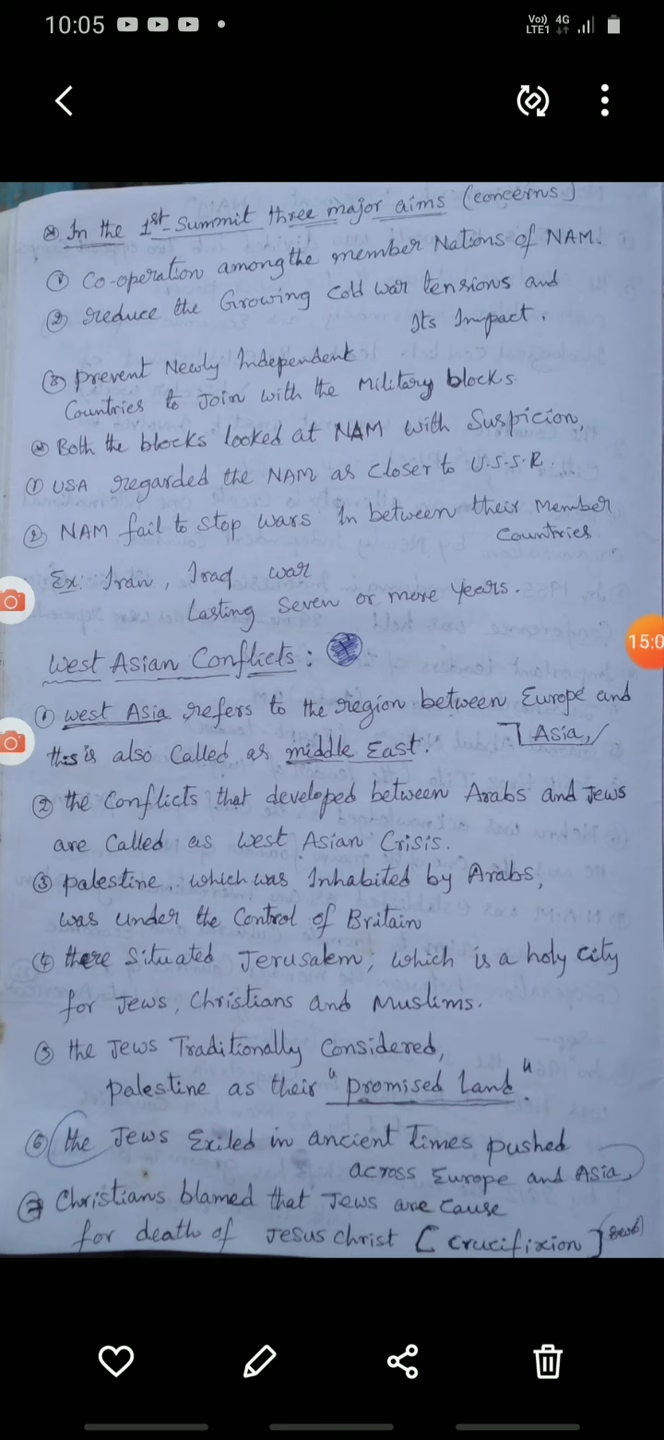 10:05
Vo)) 4G
LTE1
⊛ In the 1st Summit three major aims (concerns)
① Co-operation among the member Nations of NAM.
② reduce the Growing cold war tensions and
Its Impact.
③ prevent Newly Independent
Countries to Join with the Military blocks.
⊛ Both the blocks looked at NAM with Suspicion,
① USA regarded the NAM as closer to U.S.S.R.
② NAM fail to stop wars In between their Member
Countries.
Ex: Iran, Iraq war
Lasting Seven or more years.
15:0
West Asian Conflicts:
① West Asia refers to the region between Europe and
Asia,
this is also Called as middle East.
② the Conflicts that developed between Arabs and Jews
are Called as West Asian Crisis.
③ palestine.. which was Inhabited by Arabs,
was under the Control of Britain
④ there Situated Jerusalem, which is a holy city
for Jews, Christians and Muslims.
⑤ the Jews Traditionally Considered,
palestine as their "promised Land".
⑥ the Jews Exiled in ancient Times pushed
across Europe and Asia,
⑦ Christians blamed that Jews are cause
for death of Jesus christ [crucifixion]